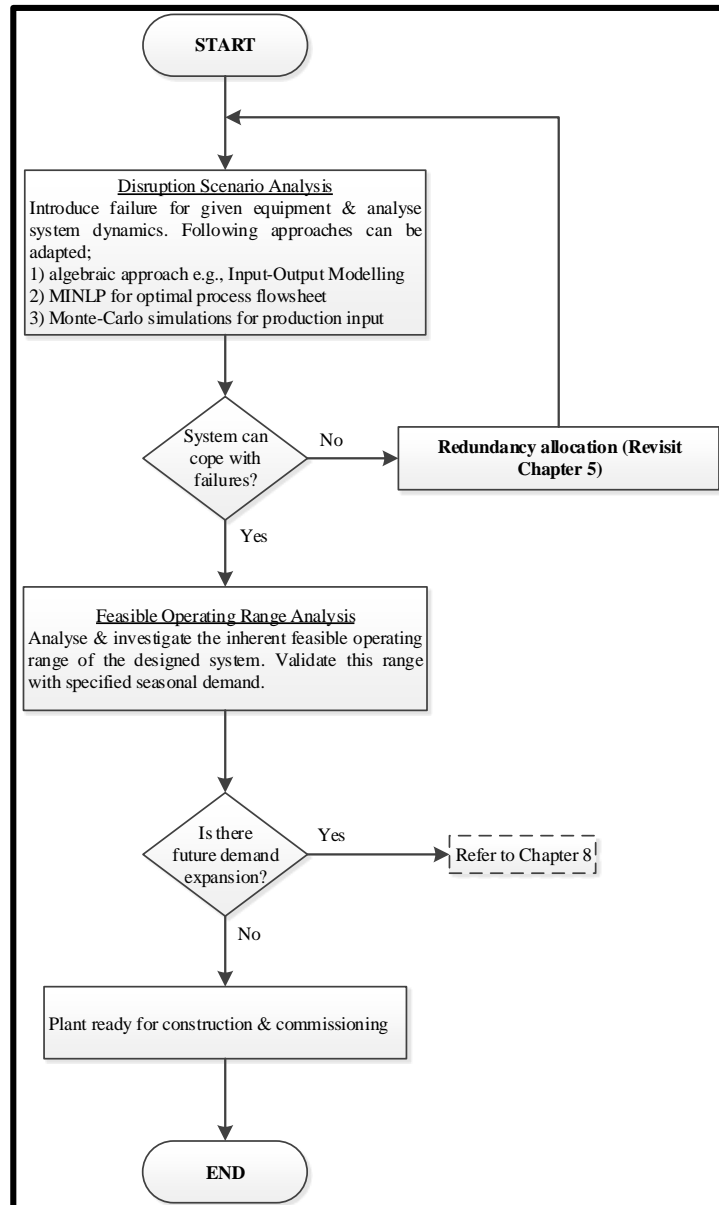 START
Disruption Scenario Analysis
Introduce failure for given equipment & analyse
system dynamics. Following approaches can be
adapted;
1) algebraic approach e.g., Input-Output Modelling
2) MINLP for optimal process flowsheet
3) Monte-Carlo simulations for production input
System can
cope with
failures?
No
Redundancy allocation (Revisit
Chapter 5)
Yes
Feasible Operating Range Analysis
Analyse & investigate the inherent feasible operating
range of the designed system. Validate this range
with specified seasonal demand.
Is there
future demand
expansion?
Yes
Refer to Chapter 8
No
Plant ready for construction & commissioning
END